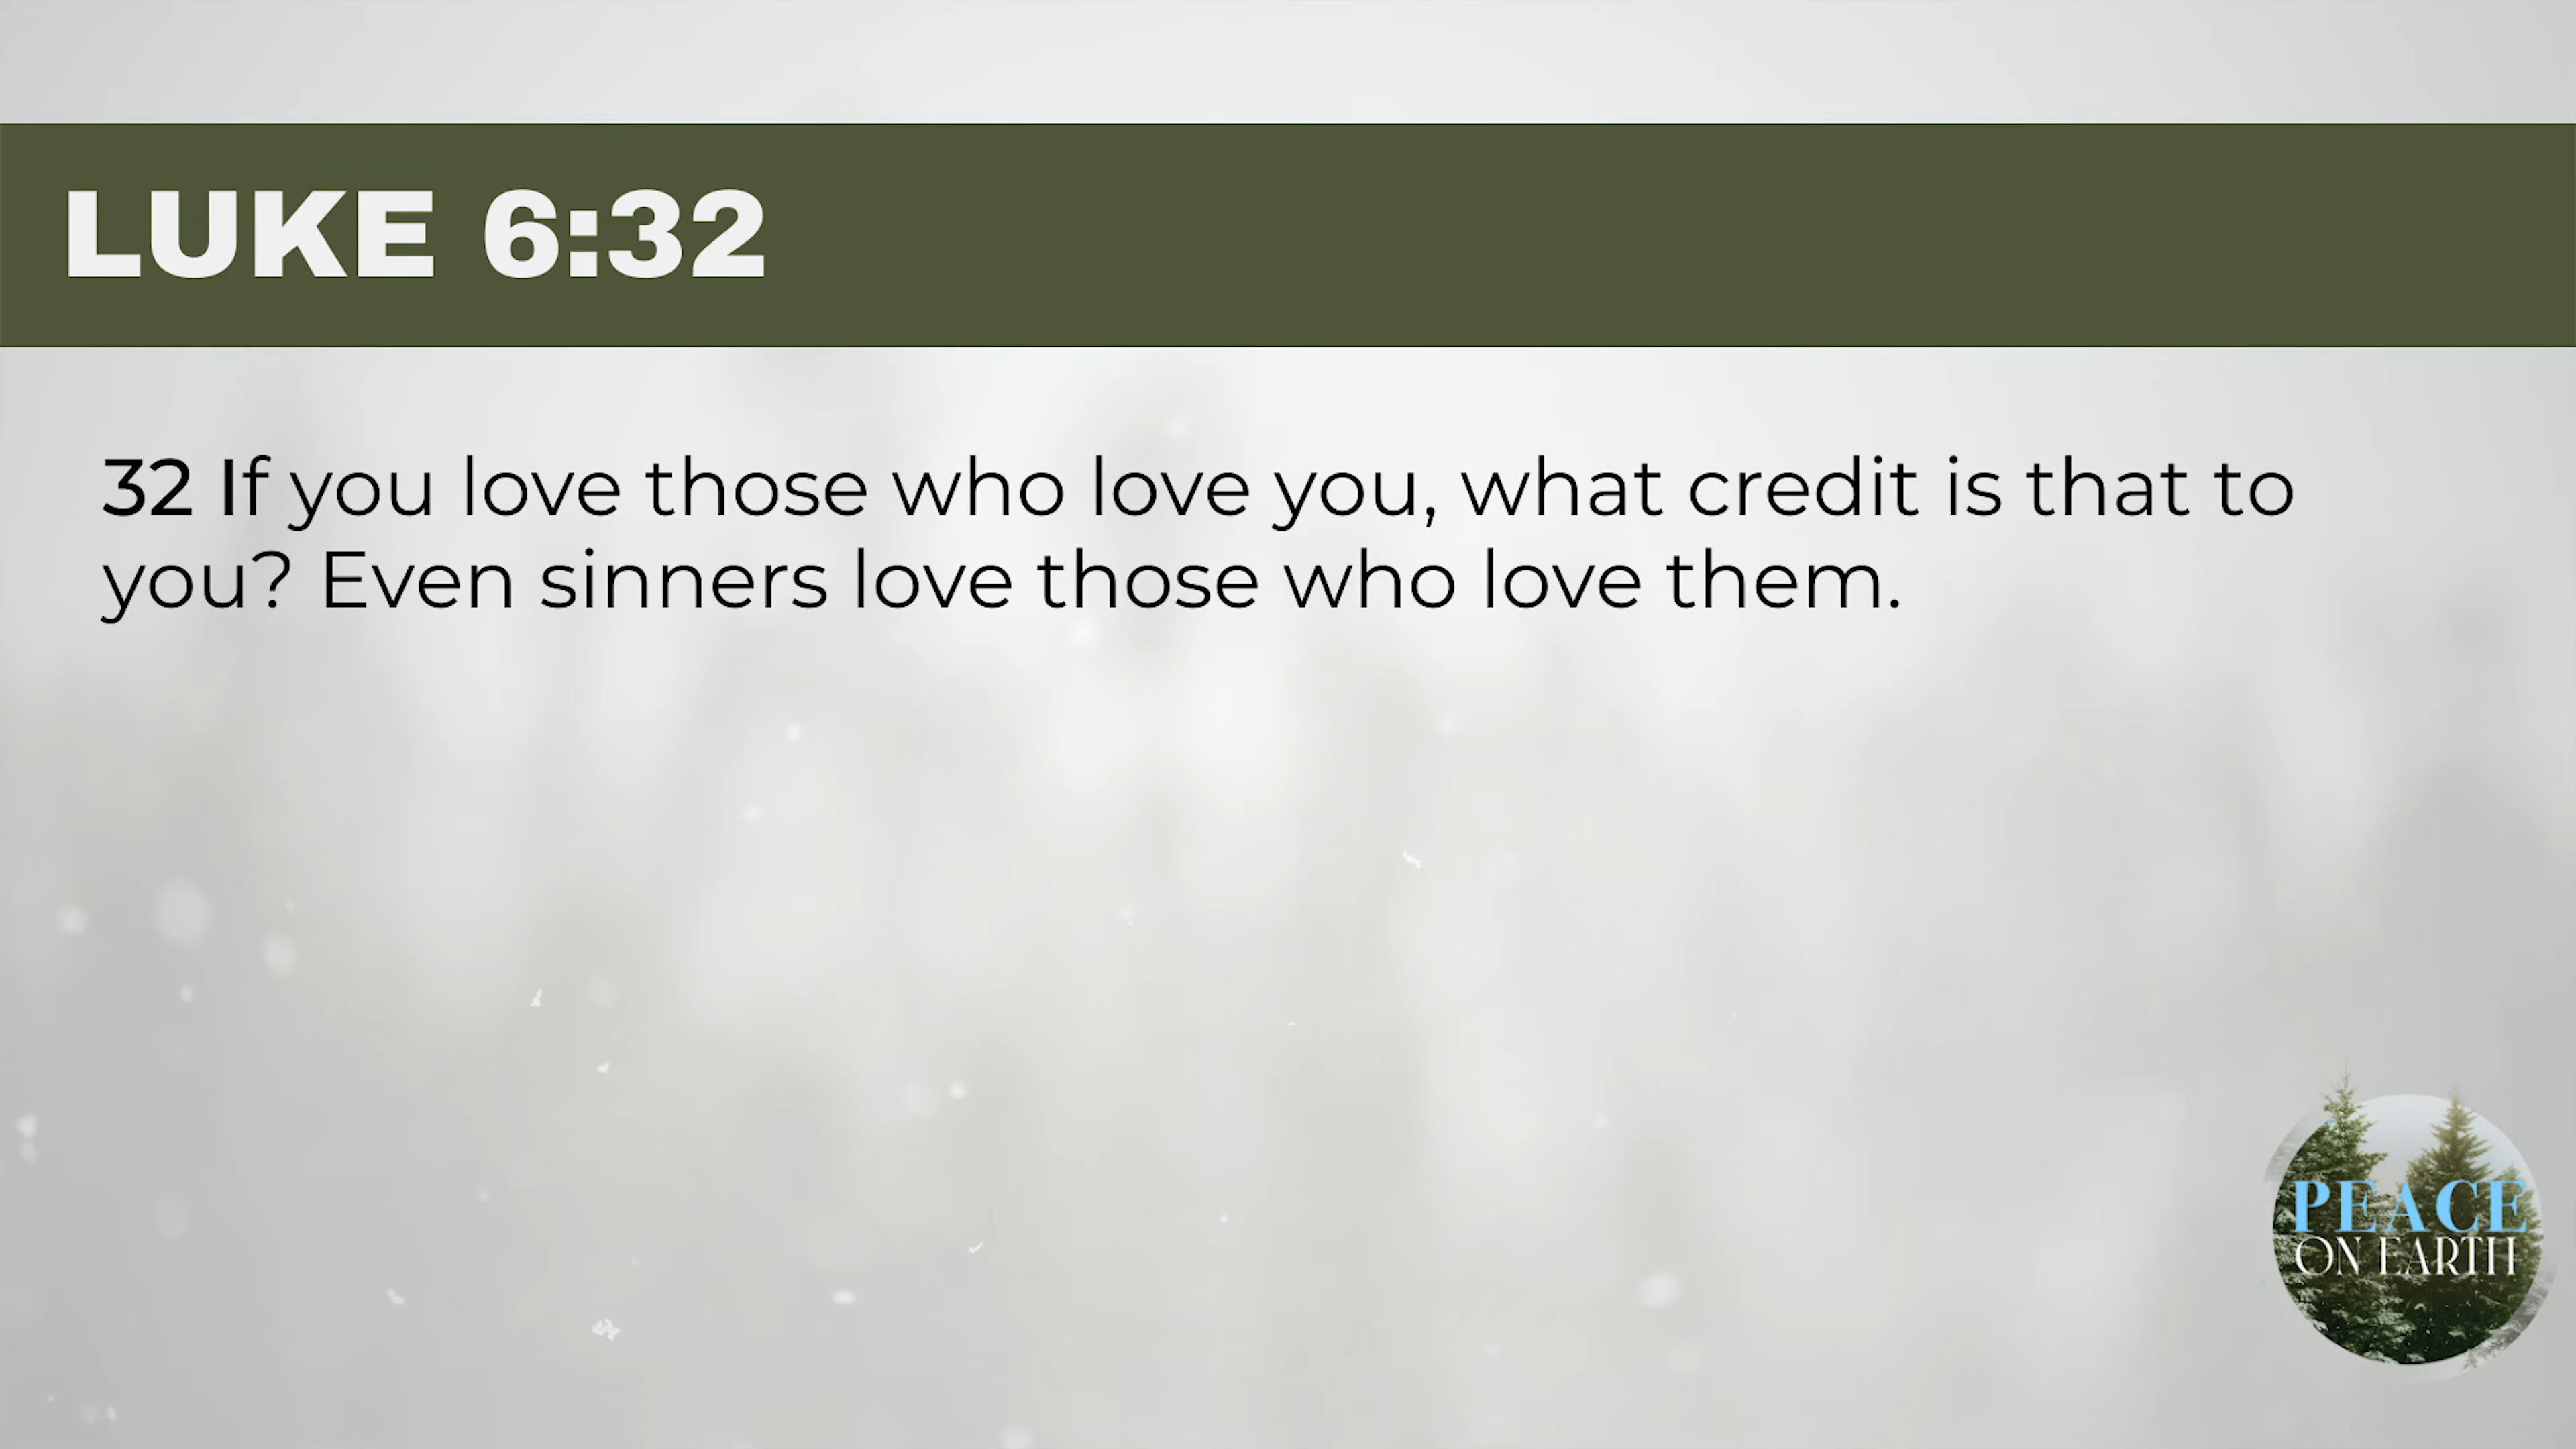 LUKE 6:32
32 If you love those who love you, what credit is that to
you? Even sinners love those who love them.
PEACE
ON EARTH